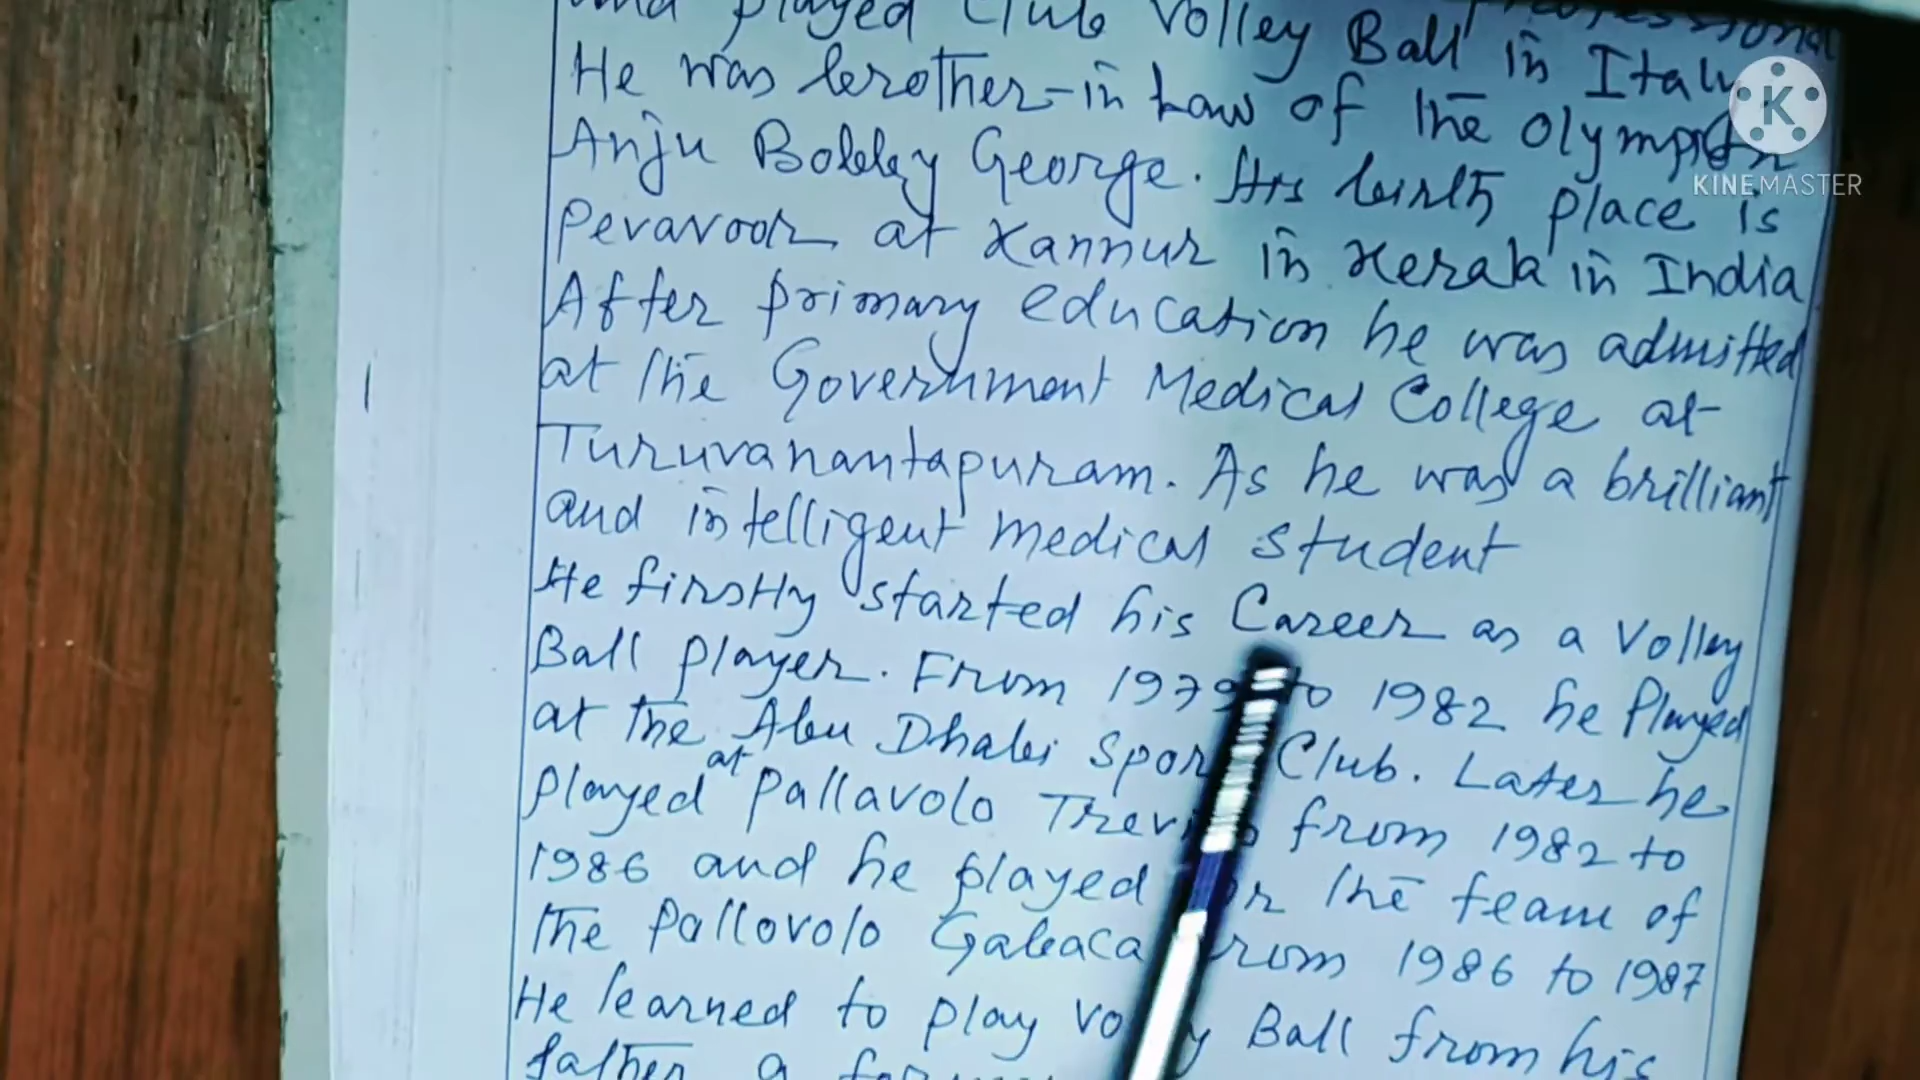 and played Club Volley Ball in Italy
He was brother-in Law of the Olympian
Anju Bobby George. His birth place is
Pevavoor at Kannur in Kerala in India
After primary education he was admitted
at the Government Medical College at
Turuvanantapuram. As he was a brilliant
and intelligent medical student
He firstly started his Career as a Volley
Ball player. From 1979 to 1982 he Played
at the Abu Dhabi Sport Club. Later he
played at Pallavolo from 1982 to
1986 and he played the team of
the Pallovolo from 1986 to 1987
He learned to play Volley Ball from his
father a
K
KINEMASTER